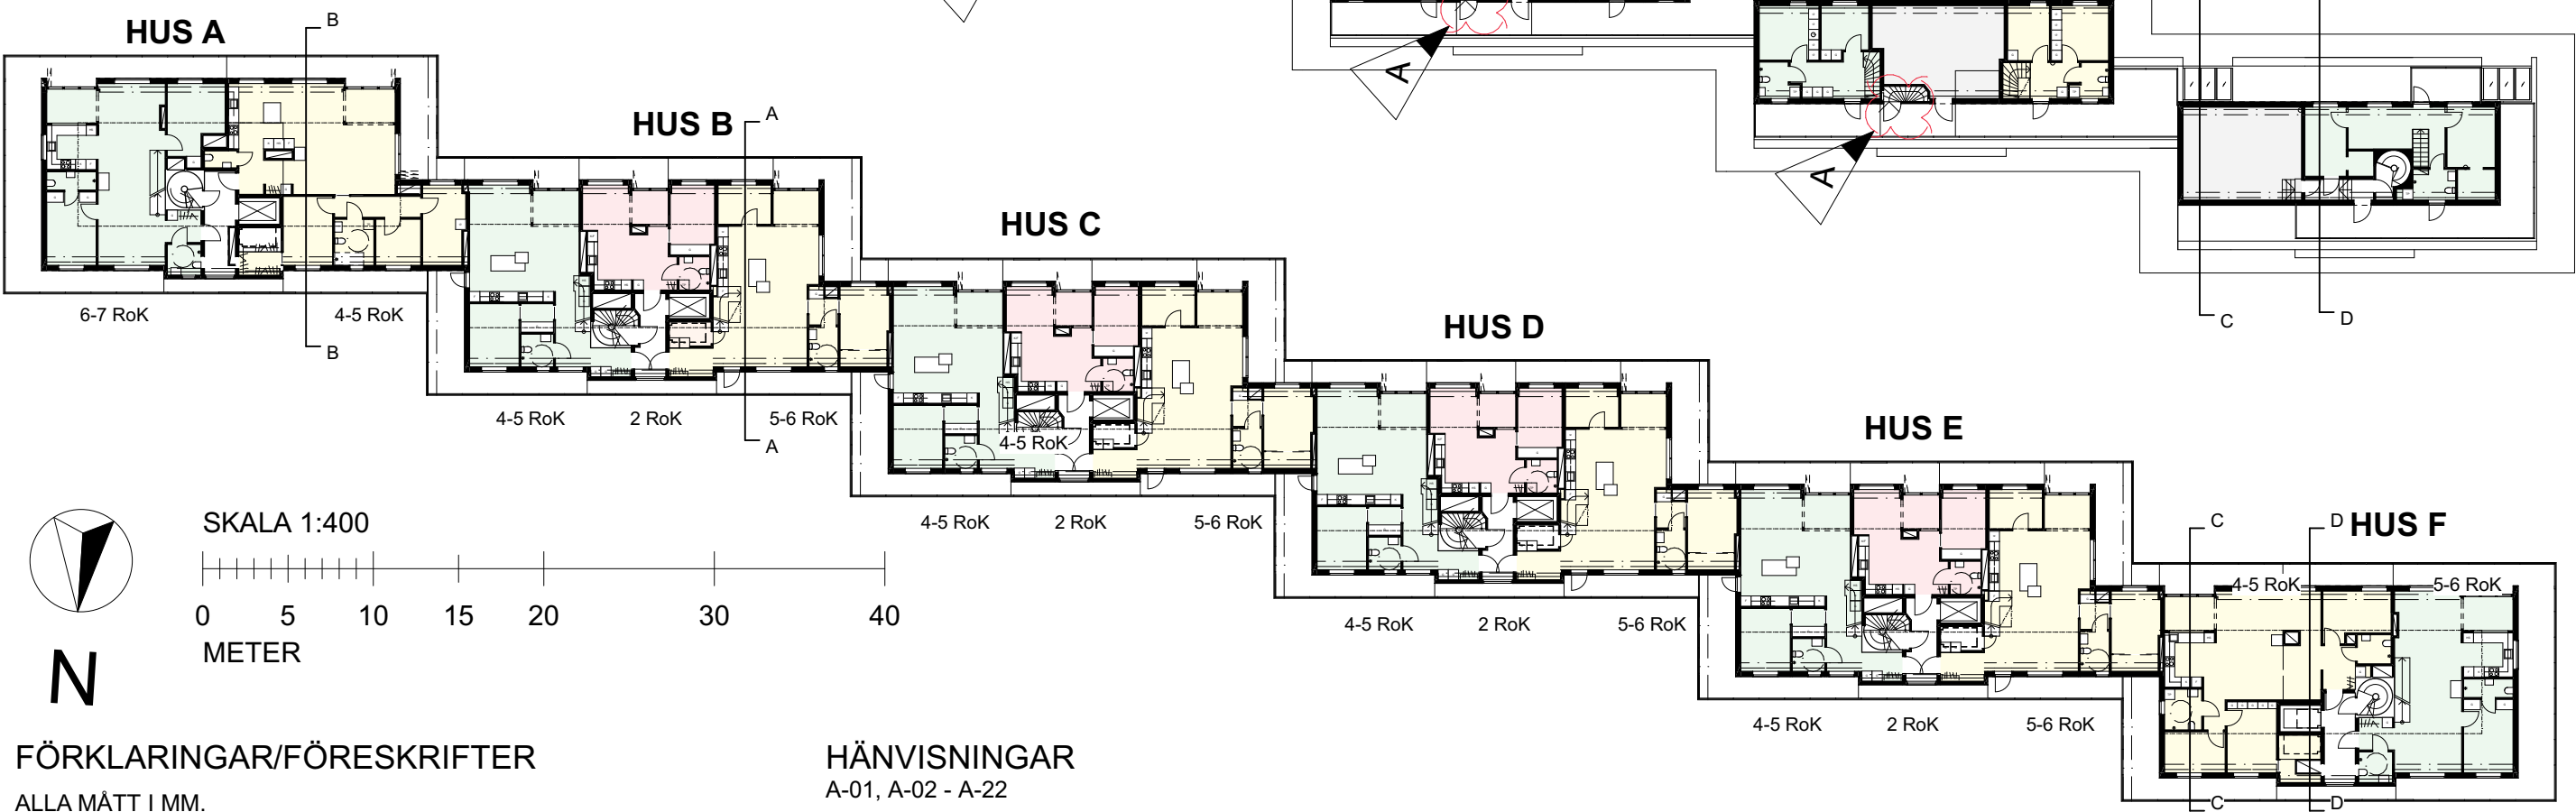 HUS A
B
B
6-7 RoK
4-5 RoK
HUS B
A
A
4-5 RoK
2 RoK
5-6 RoK
A
A
HUS C
4-5 RoK
4-5 RoK
2 RoK
5-6 RoK
C
D
HUS D
4-5 RoK
2 RoK
5-6 RoK
HUS E
4-5 RoK
2 RoK
5-6 RoK
C
D
HUS F
4-5 RoK
5-6 RoK
C
D
SKALA 1:400
0 5 10 15 20 30 40
METER
N
FÖRKLARINGAR/FÖRESKRIFTER
ALLA MÅTT I MM.
HÄNVISNINGAR
A-01, A-02 - A-22